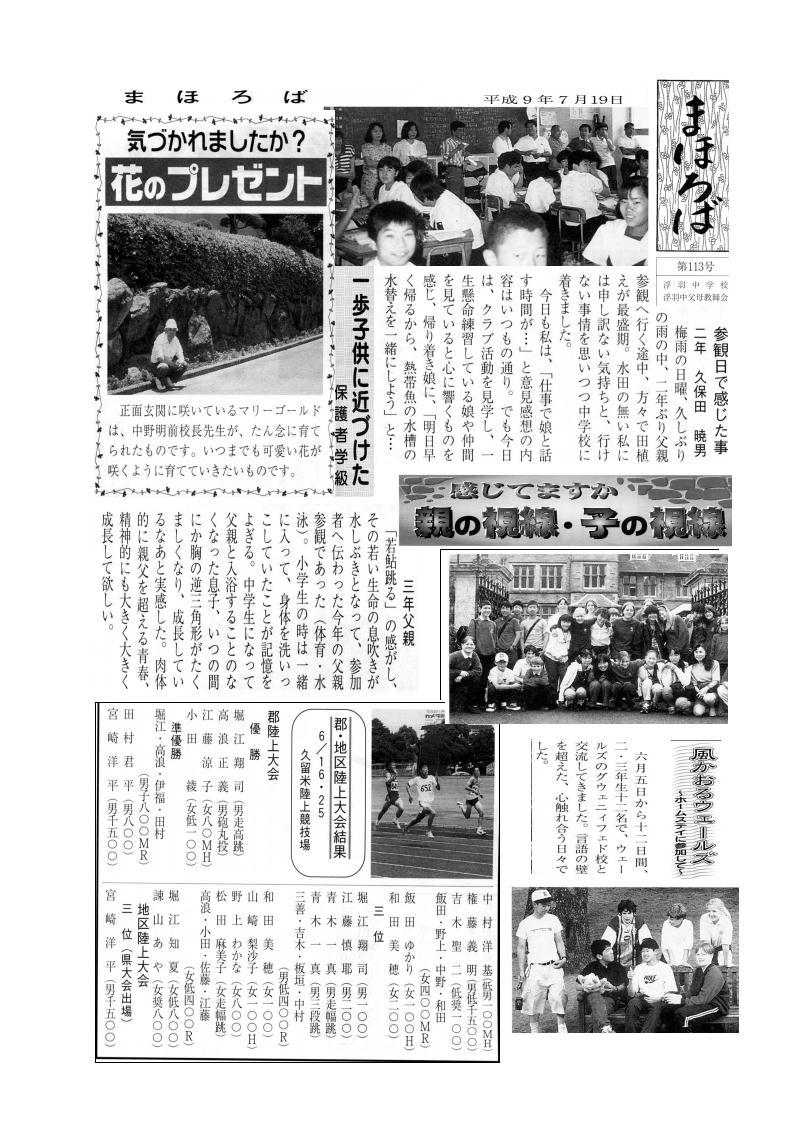 まほろば
平成9年7月19日
まほろば
第113号
浮羽中学校
浮羽中父母教師会
気づかれましたか?
花のプレゼント
正面玄関に咲いているマリーゴールド
は、中野明前校長先生が、たん念に育て
られたものです。いつまでも可愛い花が
咲くように育てていきたいものです。
一歩子供に近づけた
保護者学級
参観日で感じた事
二年 久保田 暁男
梅雨の日曜、久しぶり
の雨の中、二年ぶり父親
参観へ行く途中、方々で田植
えが最盛期。水田の無い私に
は申し訳ない気持ちと、行け
ない事情を思いつつ中学校に
着きました。
今日も私は、「仕事で娘と話
す時間が…」と意見感想の内
容はいつもの通り。でも今日
は、クラブ活動を見学し、一
生懸命練習している娘や仲間
を見ていると心に響くものを
感じ、帰り着き娘に、「明日早
く帰るから、熱帯魚の水槽の
水替えを一緒にしよう」と…
感じてますか
親の視線・子の視線
三年父親
「若鮎跳る」の感がし、
その若い生命の息吹きが
水しぶきとなって、参加
者へ伝わった今年の父親
参観であった(体育・水
泳)。小学生の時は一緒
に入って、身体を洗いっ
こしていたことが記憶を
よぎる。中学生になって
父親と入浴することのな
くなった息子、いつの間
にか胸の逆三角形がたく
ましくなり、成長してい
るなあと実感した。肉体
的に親父を超える青春、
精神的にも大きく大きく
成長して欲しい。
風かおるウェールズ
~ホームステイに参加して~
六月五日から十二日間、
二・三年生十二名で、ウェー
ルズのグウェニィフェド校と
交流してきました。言語の壁
を超えた、心触れ合う日々で
した。
郡・地区陸上大会結果
6/16・25
久留米陸上競技場
郡陸上大会
優勝
堀江翔司(男走高跳)
高浪正義(男砲丸投)
江藤涼子(女八〇MH)
小田綾(女低一〇〇)
準優勝
堀江・高浪・伊福・田村
(男子八〇〇MR)
田村君平(男八〇〇)
宮崎洋平(男千五〇〇)
中村洋基(低男一〇〇MH)
権藤義明(男低千五〇〇)
吉木聖二(低奨一〇〇)
飯田・野上・中野・和田
(女四〇〇MR)
飯田ゆかり(女一〇〇H)
和田美穂(女二〇〇)
三位
堀江翔司(男一〇〇)
江藤慎耶(男二〇〇)
青木一真(男走幅跳)
青木一真(男三段跳)
三善・吉木・板垣・中村
(男低四〇〇R)
和田美穂(女一〇〇)
山崎梨沙子(女一〇〇H)
野上わかな(女八〇〇)
松田麻美子(女走幅跳)
高浪・小田・佐藤・江藤
(女低四〇〇R)
堀江知夏(女低八〇〇)
諫山あや(女奨八〇〇)
地区陸上大会
三位(県大会出場)
宮崎洋平(男千五〇〇)